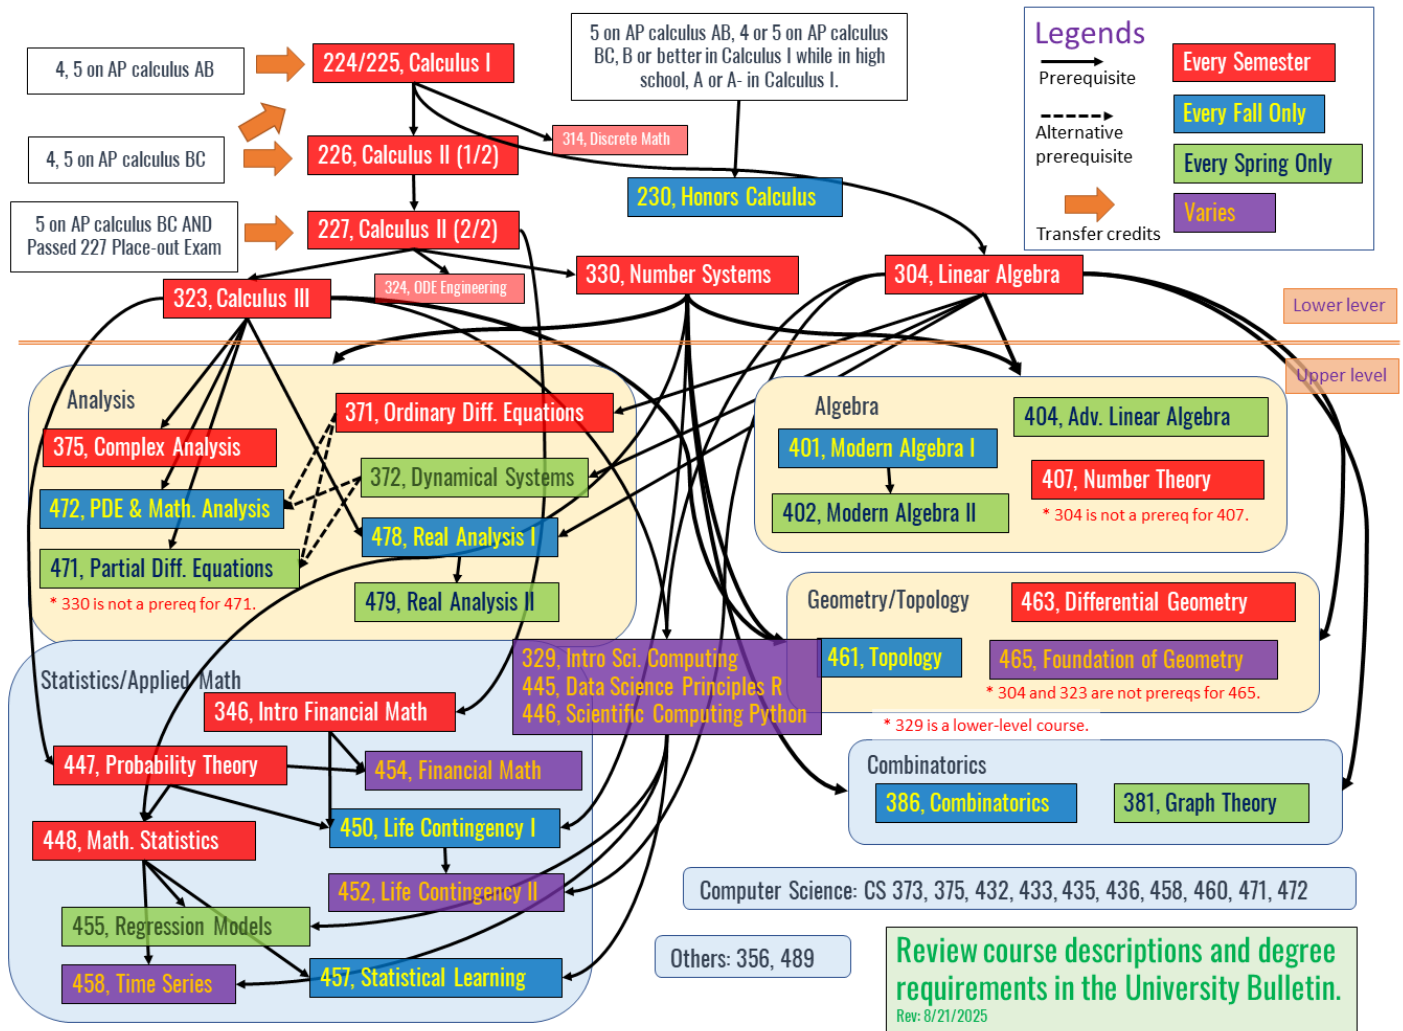 4, 5 on AP calculus AB
224/225, Calculus I
5 on AP calculus AB, 4 or 5 on AP calculus
BC, B or better in Calculus I while in high
school, A or A- in Calculus I.
Legends
Prerequisite
Every Semester
Alternative
prerequisite
Every Fall Only
Every Spring Only
Transfer credits
Varies
4, 5 on AP calculus BC
226, Calculus II (1/2)
314, Discrete Math
230, Honors Calculus
5 on AP calculus BC AND
Passed 227 Place-out Exam
227, Calculus II (2/2)
323, Calculus III
324, ODE Engineering
330, Number Systems
304, Linear Algebra
Lower lever
Upper level
Analysis
371, Ordinary Diff. Equations
375, Complex Analysis
372, Dynamical Systems
472, PDE & Math. Analysis
478, Real Analysis I
471, Partial Diff. Equations
* 330 is not a prereq for 471.
479, Real Analysis II
Algebra
404, Adv. Linear Algebra
401, Modern Algebra I
407, Number Theory
402, Modern Algebra II
* 304 is not a prereq for 407.
Geometry/Topology
463, Differential Geometry
461, Topology
465, Foundation of Geometry
* 304 and 323 are not prereqs for 465.
329, Intro Sci. Computing
445, Data Science Principles R
446, Scientific Computing Python
* 329 is a lower-level course.
Statistics/Applied Math
346, Intro Financial Math
447, Probability Theory
454, Financial Math
448, Math. Statistics
450, Life Contingency I
452, Life Contingency II
455, Regression Models
458, Time Series
457, Statistical Learning
Combinatorics
386, Combinatorics
381, Graph Theory
Computer Science: CS 373, 375, 432, 433, 435, 436, 458, 460, 471, 472
Others: 356, 489
Review course descriptions and degree
requirements in the University Bulletin.
Rev: 8/21/2025